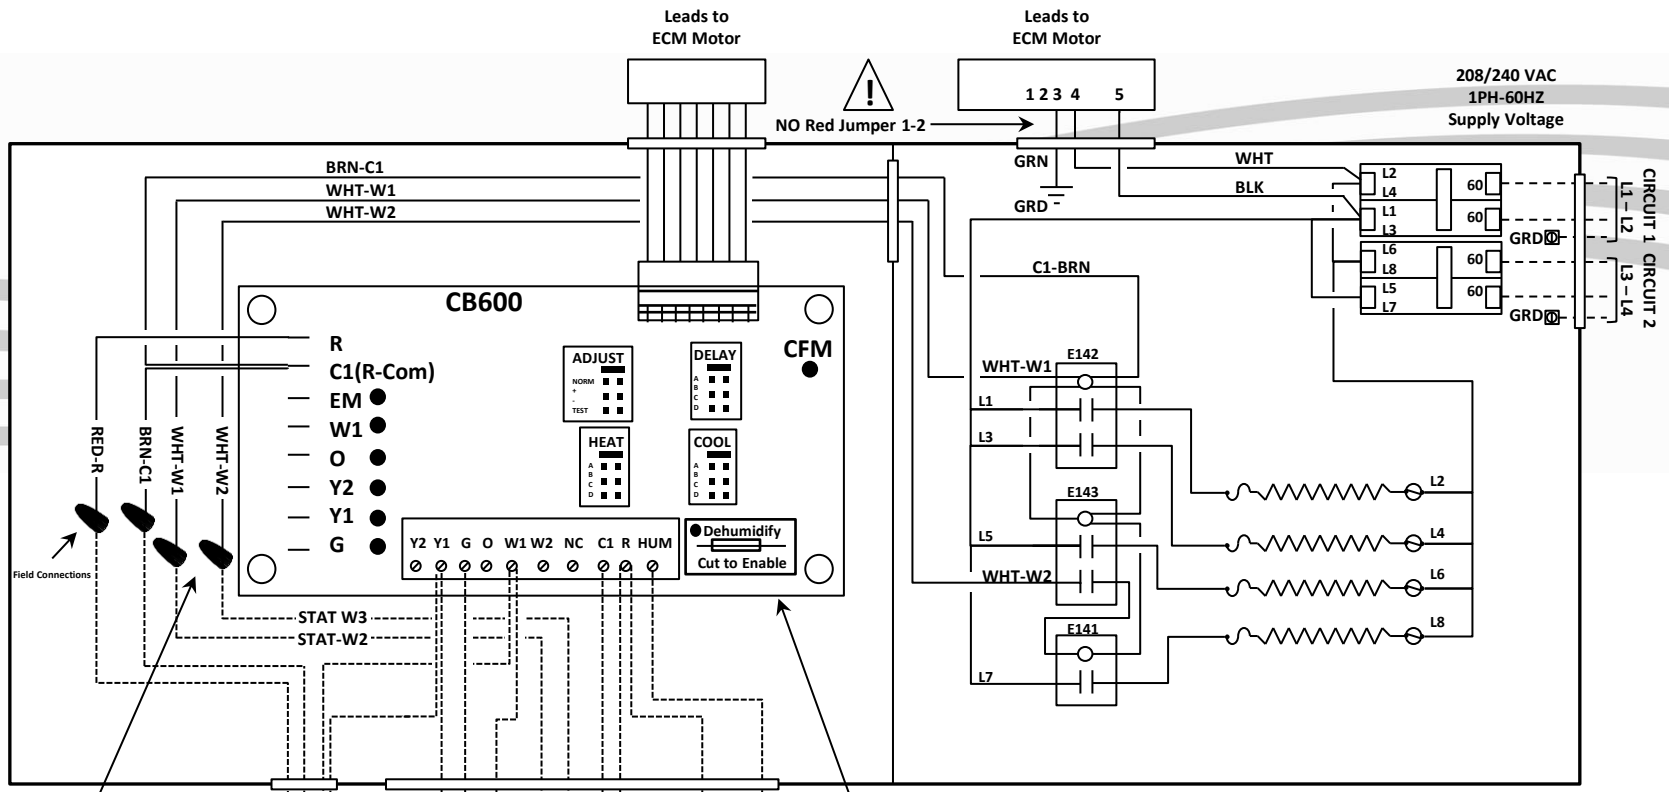 Leads to
ECM Motor
Leads to
ECM Motor
208/240 VAC
1PH-60HZ
Supply Voltage
1 2 3 4 5
!
NO Red Jumper 1-2
GRN
WHT
BLK
GRD
BRN-C1
WHT-W1
WHT-W2
L2
L4
60
L1
L3
60
GRD
L6
L8
60
L5
L7
60
GRD
CIRCUIT 1
L1 – L2
CIRCUIT 2
L3 – L4
C1-BRN
CB600
R
C1(R-Com)
EM
W1
O
Y2
Y1
G
ADJUST
NORM
+
-
TEST
DELAY
A
B
C
D
HEAT
A
B
C
D
COOL
A
B
C
D
CFM
Dehumidify
Cut to Enable
Y2 Y1 G O W1 W2 NC C1 R HUM
RED-R
BRN-C1
WHT-W1
WHT-W2
Field Connections
STAT W3
STAT-W2
E142
WHT-W1
L1
L3
E143
L5
WHT-W2
E141
L7
L2
L4
L6
L8